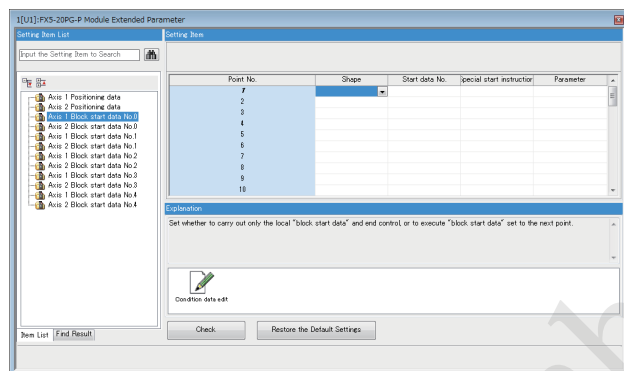 1[U1]:FX5-20PG-P Module Extended Parameter
Setting Item List
Setting Item
Input the Setting Item to Search
Point No. Shape Start data No. Special start instruction Parameter
Axis 1 Positioning data
Axis 2 Positioning data
Axis 1 Block start data No.0
Axis 2 Block start data No.0
Axis 1 Block start data No.1
Axis 2 Block start data No.1
Axis 1 Block start data No.2
Axis 2 Block start data No.2
Axis 1 Block start data No.3
Axis 2 Block start data No.3
Axis 1 Block start data No.4
Axis 2 Block start data No.4
1
2
3
4
5
6
7
8
9
10
Explanation
Set whether to carry out only the local "block start data" and end control, or to execute "block start data" set to the next point.
Condition data edit
Check
Restore the Default Settings
Item List
Find Result